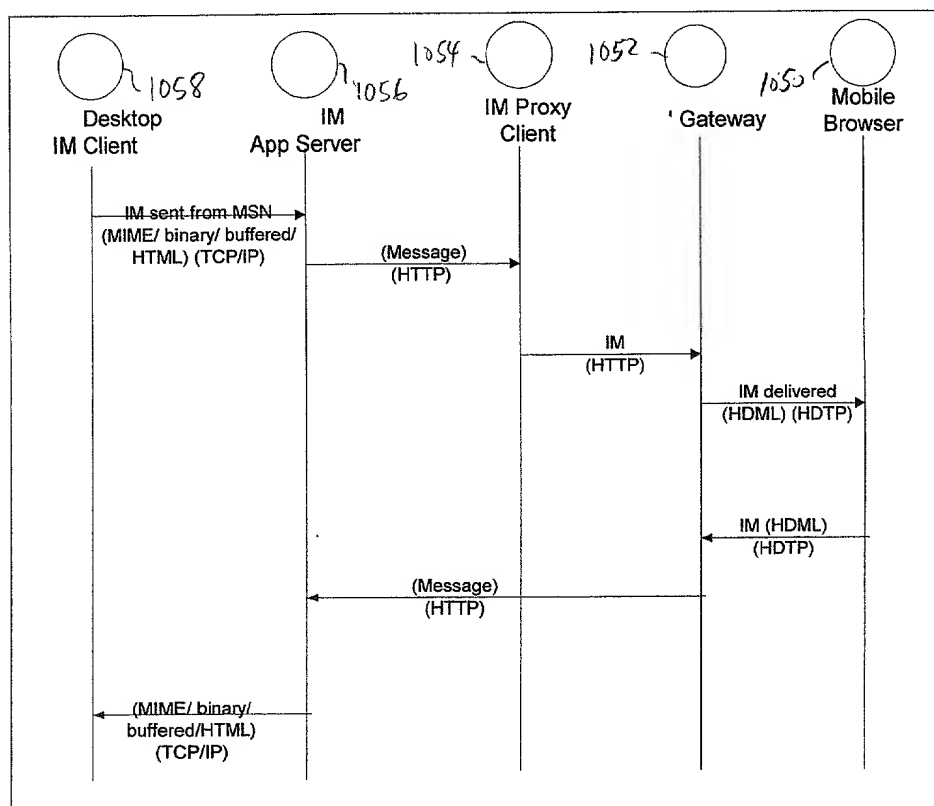 1058
1056
1054
1052
1050
Desktop
IM Client
IM
App Server
IM Proxy
Client
' Gateway
Mobile
Browser
IM sent from MSN
(MIME/ binary/ buffered/
HTML) (TCP/IP)
(Message)
(HTTP)
IM
(HTTP)
IM delivered
(HDML) (HDTP)
IM (HDML)
(HDTP)
(Message)
(HTTP)
(MIME/ binary/
buffered/HTML)
(TCP/IP)